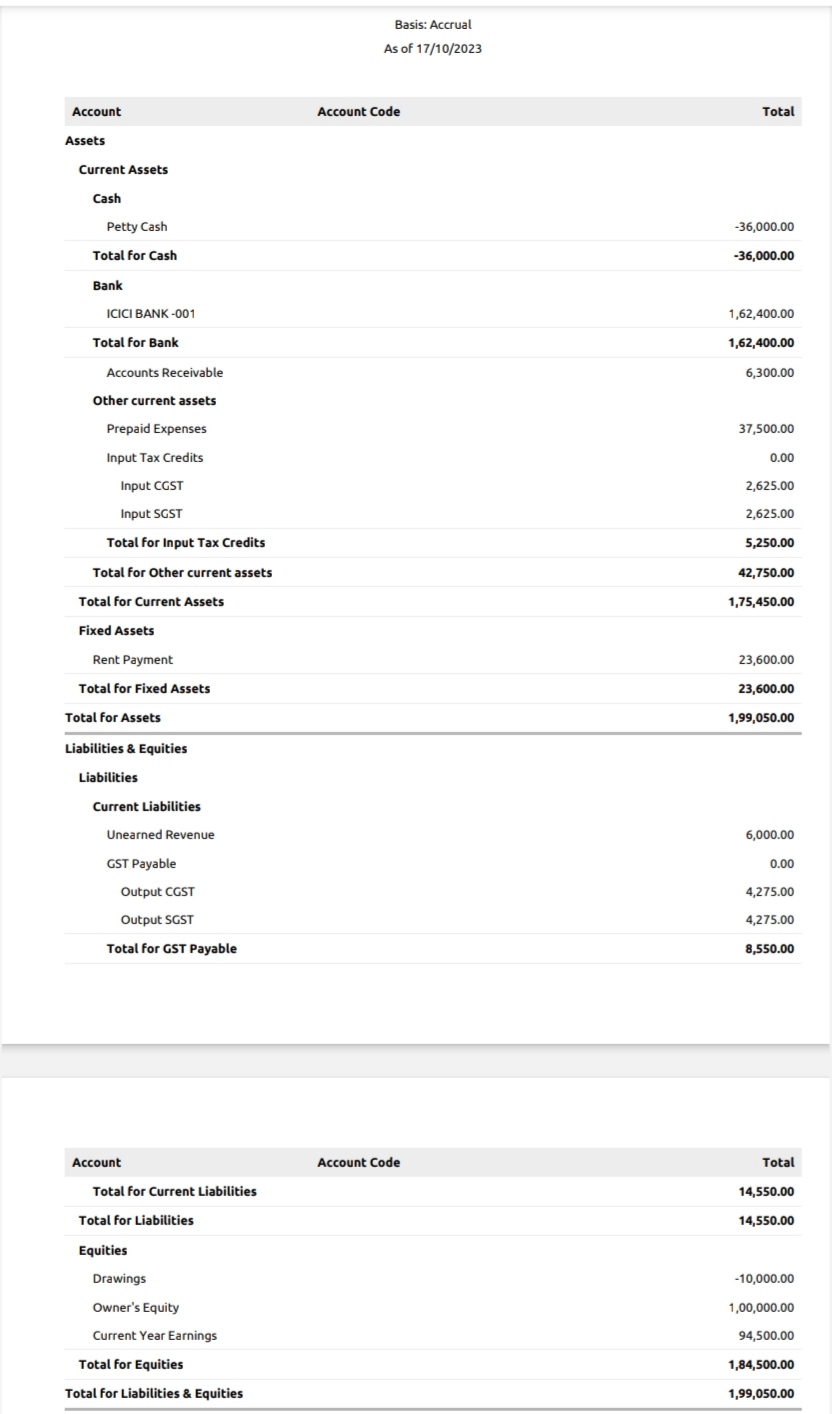 Basis: Accrual
As of 17/10/2023
Account Account Code Total
Assets
Current Assets
Cash
Petty Cash -36,000.00
Total for Cash -36,000.00
Bank
ICICI BANK -001 1,62,400.00
Total for Bank 1,62,400.00
Accounts Receivable 6,300.00
Other current assets
Prepaid Expenses 37,500.00
Input Tax Credits 0.00
Input CGST 2,625.00
Input SGST 2,625.00
Total for Input Tax Credits 5,250.00
Total for Other current assets 42,750.00
Total for Current Assets 1,75,450.00
Fixed Assets
Rent Payment 23,600.00
Total for Fixed Assets 23,600.00
Total for Assets 1,99,050.00
Liabilities & Equities
Liabilities
Current Liabilities
Unearned Revenue 6,000.00
GST Payable 0.00
Output CGST 4,275.00
Output SGST 4,275.00
Total for GST Payable 8,550.00
Account Account Code Total
Total for Current Liabilities 14,550.00
Total for Liabilities 14,550.00
Equities
Drawings -10,000.00
Owner's Equity 1,00,000.00
Current Year Earnings 94,500.00
Total for Equities 1,84,500.00
Total for Liabilities & Equities 1,99,050.00